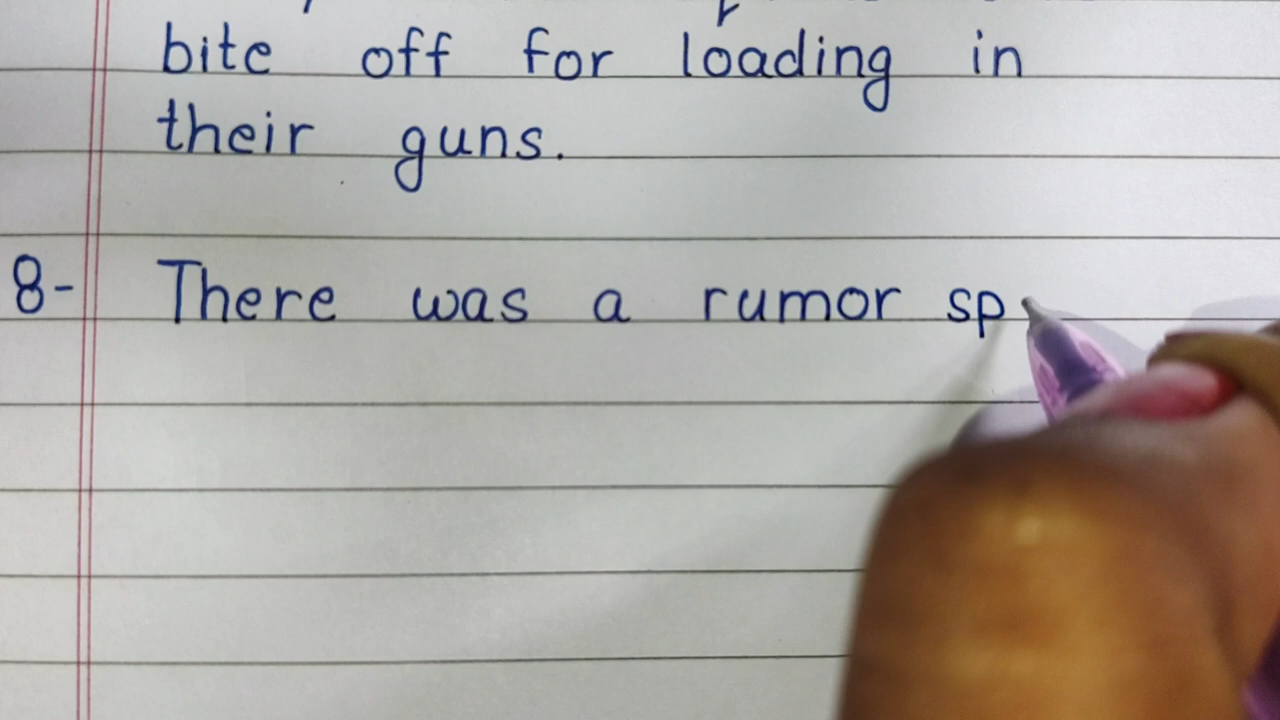 bite off for loading in
their guns.
8- There was a rumor sp